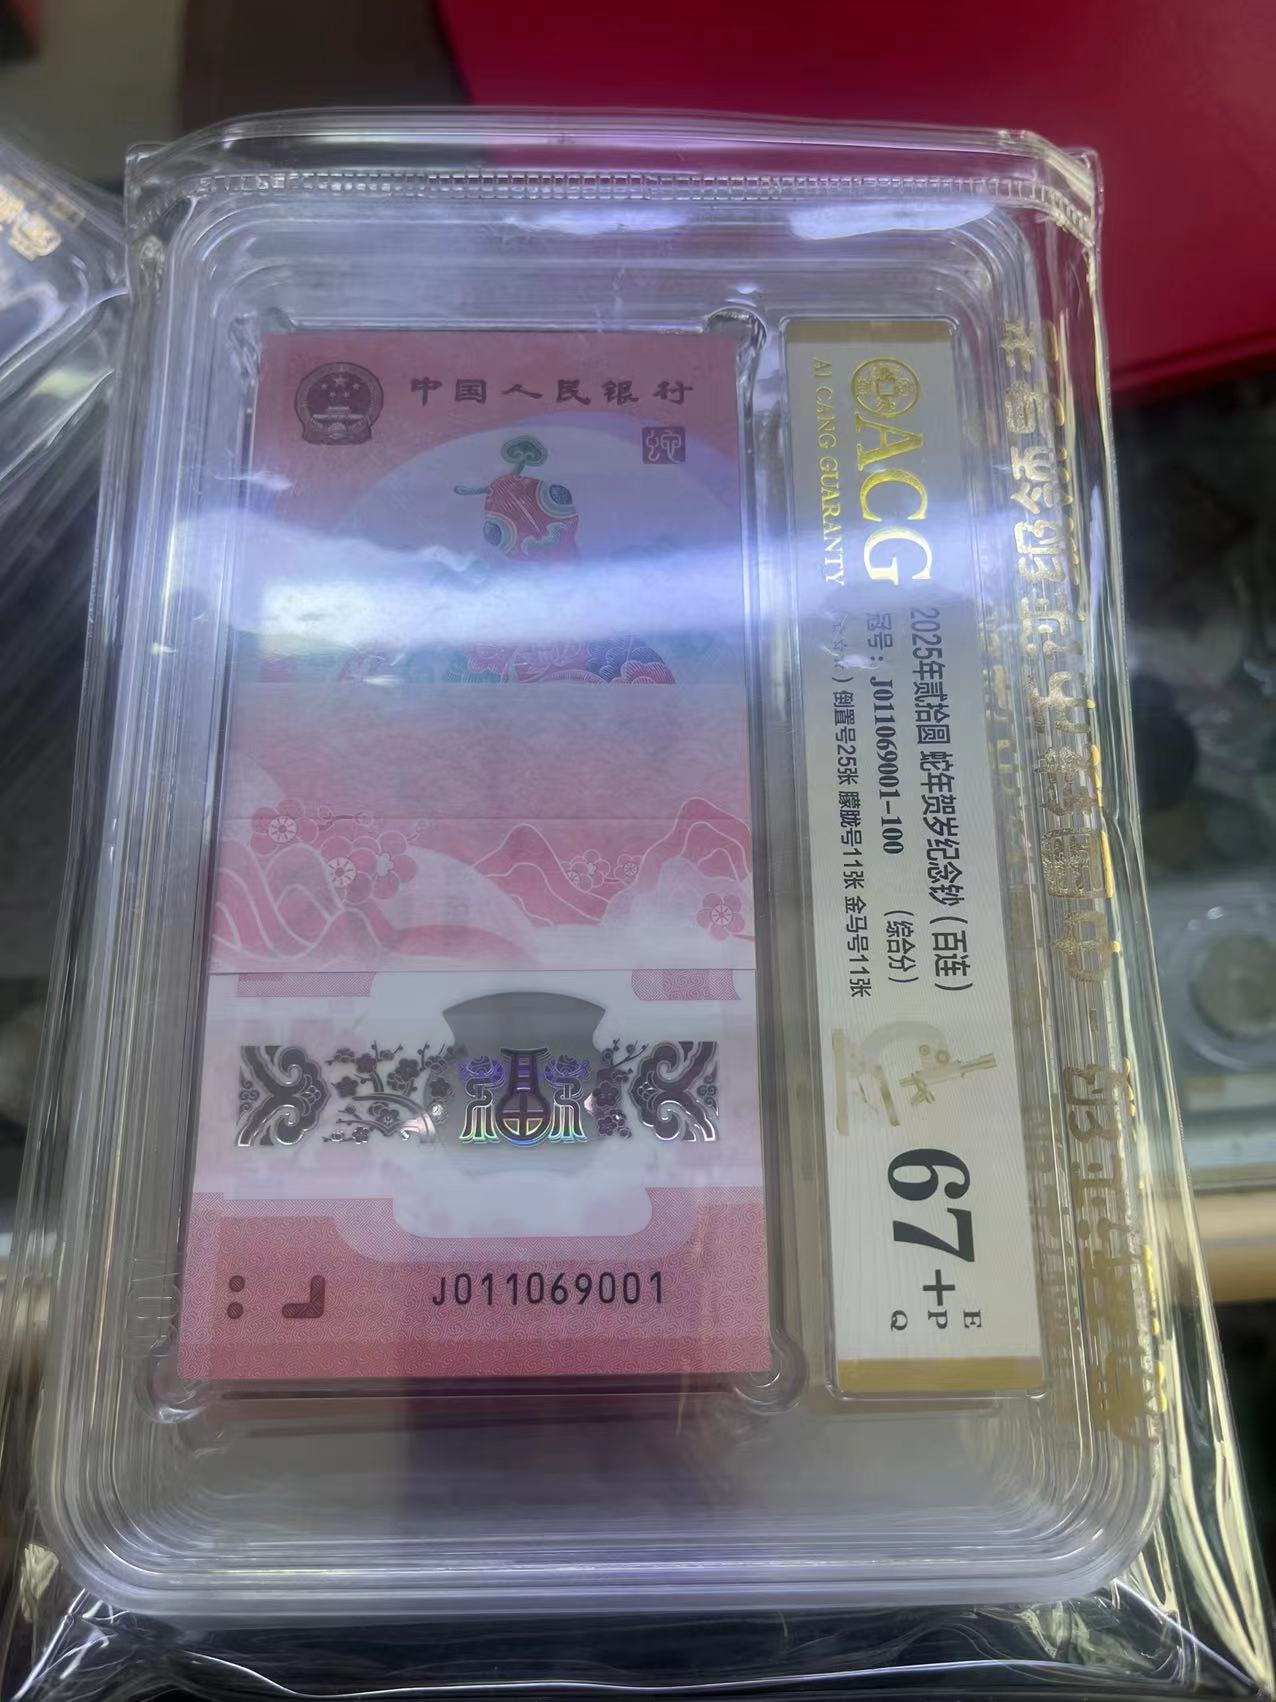 中国人民银行
蛇
J011069001
ACG
AI CANG GUARANTY
2025年贰拾圆 蛇年贺岁纪念钞（百连）
冠号：J011069001-100 （综合分）
）倒置号25张 朦胧号11张 金马号11张
67+
E
P
Q